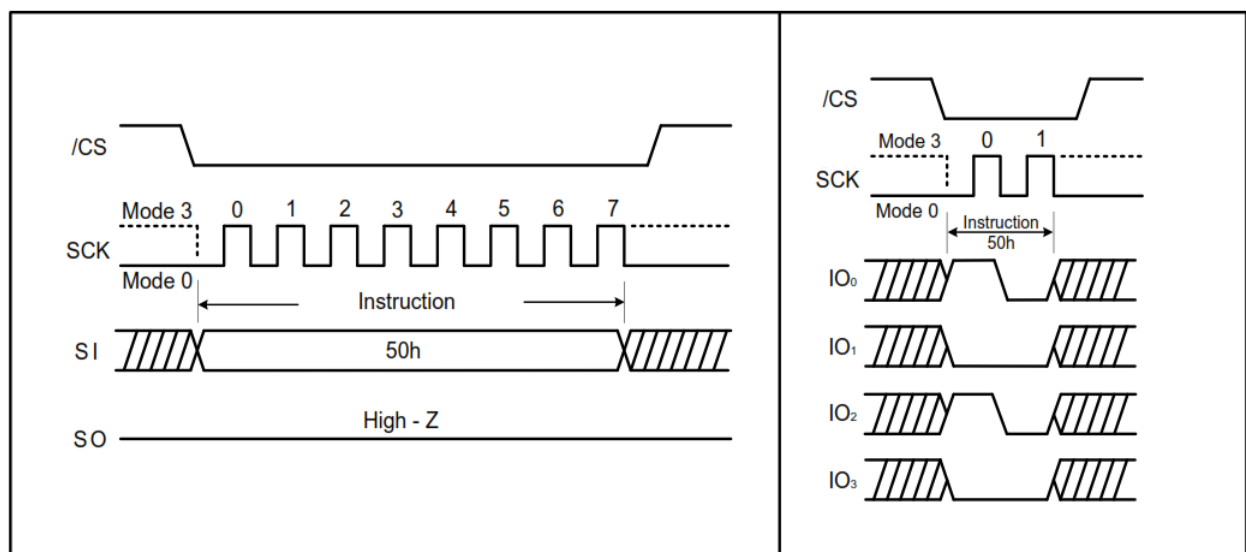 /CS
Mode 3
0 1 2 3 4 5 6 7
SCK
Mode 0
Instruction
SI
50h
High - Z
SO
/CS
Mode 3
0 1
SCK
Mode 0
Instruction
50h
IO₀
IO₁
IO₂
IO₃